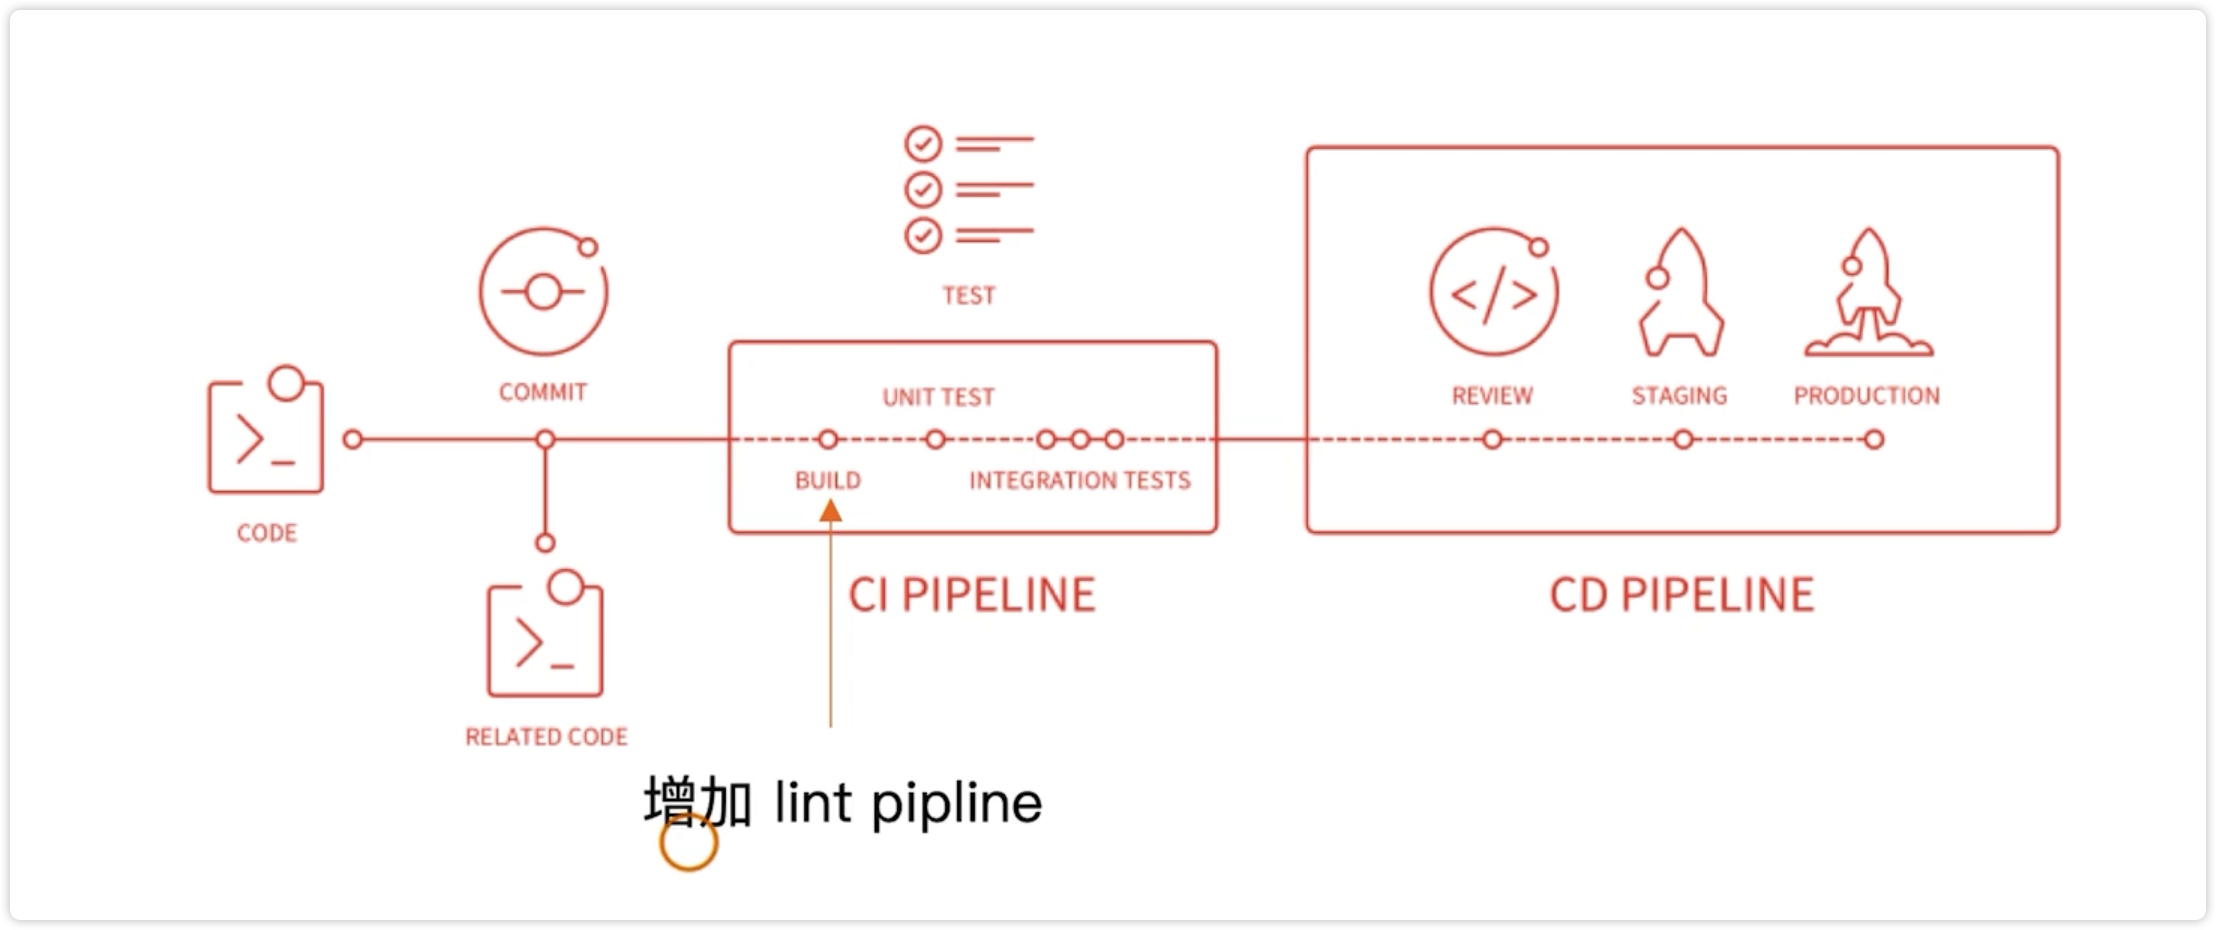 CODE
COMMIT
RELATED CODE
TEST
UNIT TEST
BUILD
INTEGRATION TESTS
CI PIPELINE
REVIEW
STAGING
PRODUCTION
CD PIPELINE
增加 lint pipline